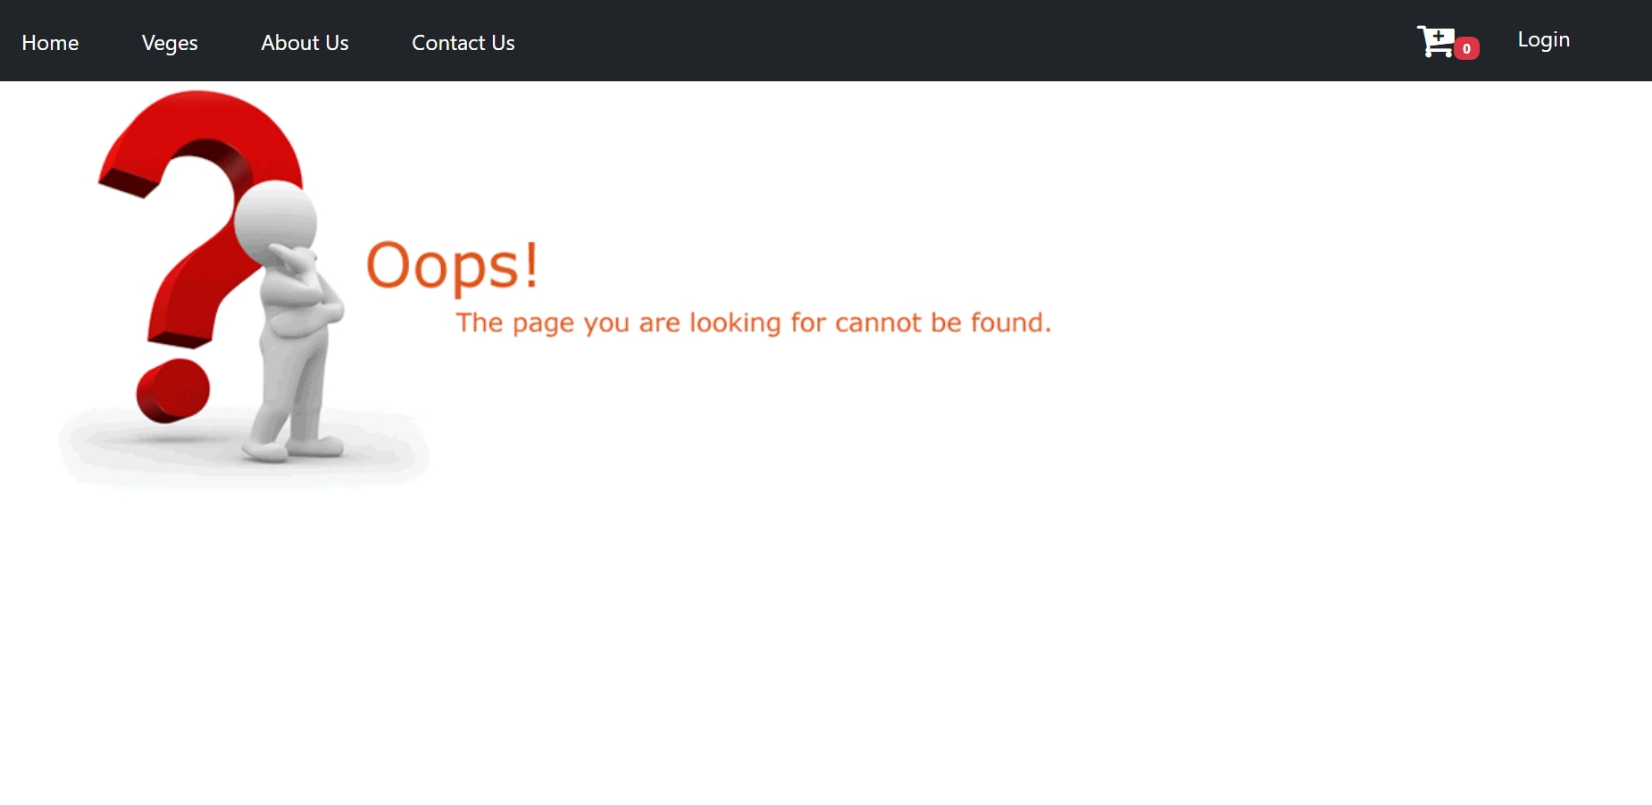 Home Veges About Us Contact Us 0 Login
Oops!
The page you are looking for cannot be found.